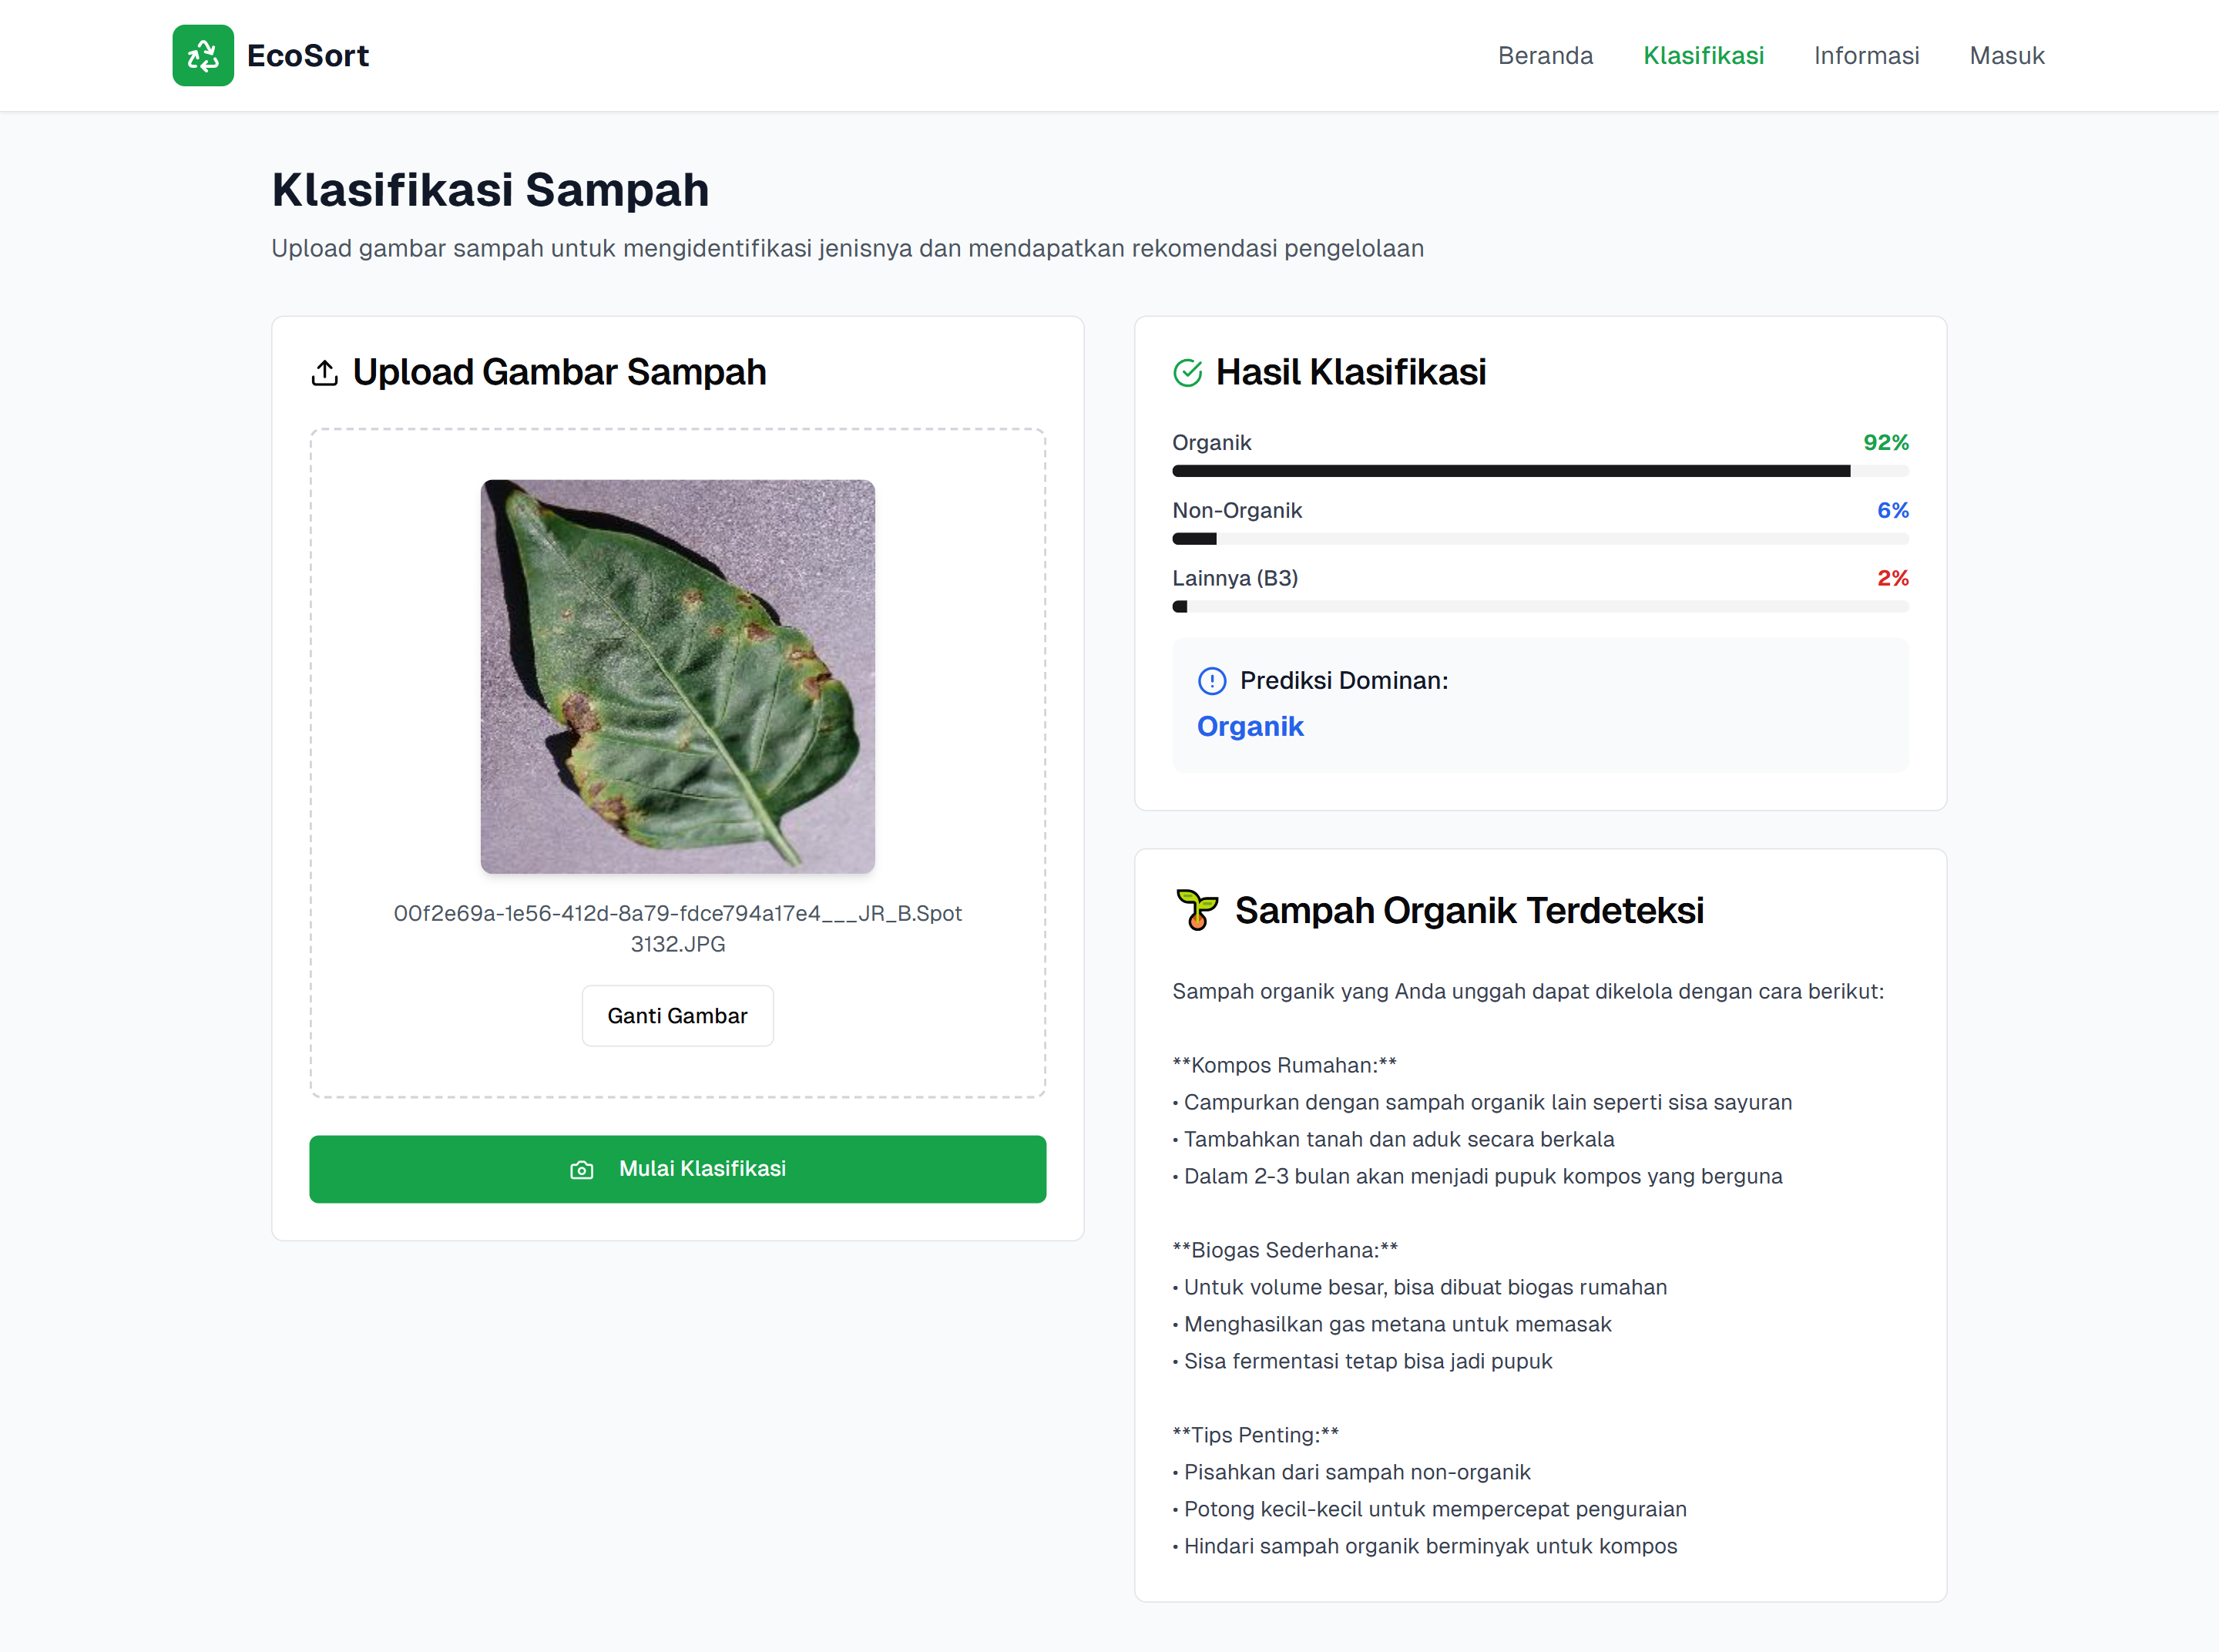 EcoSort
Beranda
Klasifikasi
Informasi
Masuk
Klasifikasi Sampah
Upload gambar sampah untuk mengidentifikasi jenisnya dan mendapatkan rekomendasi pengelolaan
Upload Gambar Sampah
00f2e69a-1e56-412d-8a79-fdce794a17e4___JR_B.Spot
3132.JPG
Ganti Gambar
Mulai Klasifikasi
Hasil Klasifikasi
Organik 92%
Non-Organik 6%
Lainnya (B3) 2%
Prediksi Dominan:
Organik
Sampah Organik Terdeteksi
Sampah organik yang Anda unggah dapat dikelola dengan cara berikut:
**Kompos Rumahan:**
• Campurkan dengan sampah organik lain seperti sisa sayuran
• Tambahkan tanah dan aduk secara berkala
• Dalam 2-3 bulan akan menjadi pupuk kompos yang berguna
**Biogas Sederhana:**
• Untuk volume besar, bisa dibuat biogas rumahan
• Menghasilkan gas metana untuk memasak
• Sisa fermentasi tetap bisa jadi pupuk
**Tips Penting:**
• Pisahkan dari sampah non-organik
• Potong kecil-kecil untuk mempercepat penguraian
• Hindari sampah organik berminyak untuk kompos